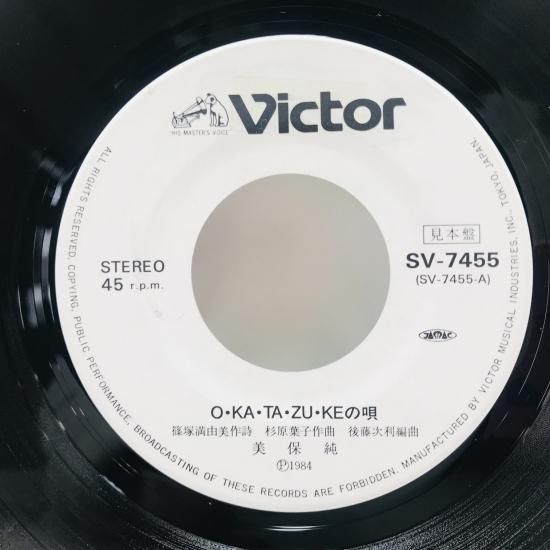 "HIS MASTER'S VOICE"
Victor
見本盤
STEREO
45 r.p.m.
SV-7455
(SV-7455-A)
JASRAC
O・KA・TA・ZU・KEの唄
篠塚満由美作詩 杉原葉子作曲 後藤次利編曲
美保純
Ⓟ1984
ALL RIGHTS RESERVED, COPYING, PUBLIC PERFORMANCE, BROADCASTING OF THESE RECORDS ARE FORBIDDEN. MANUFACTURED BY VICTOR MUSICAL INDUSTRIES, INC., TOKYO, JAPAN.